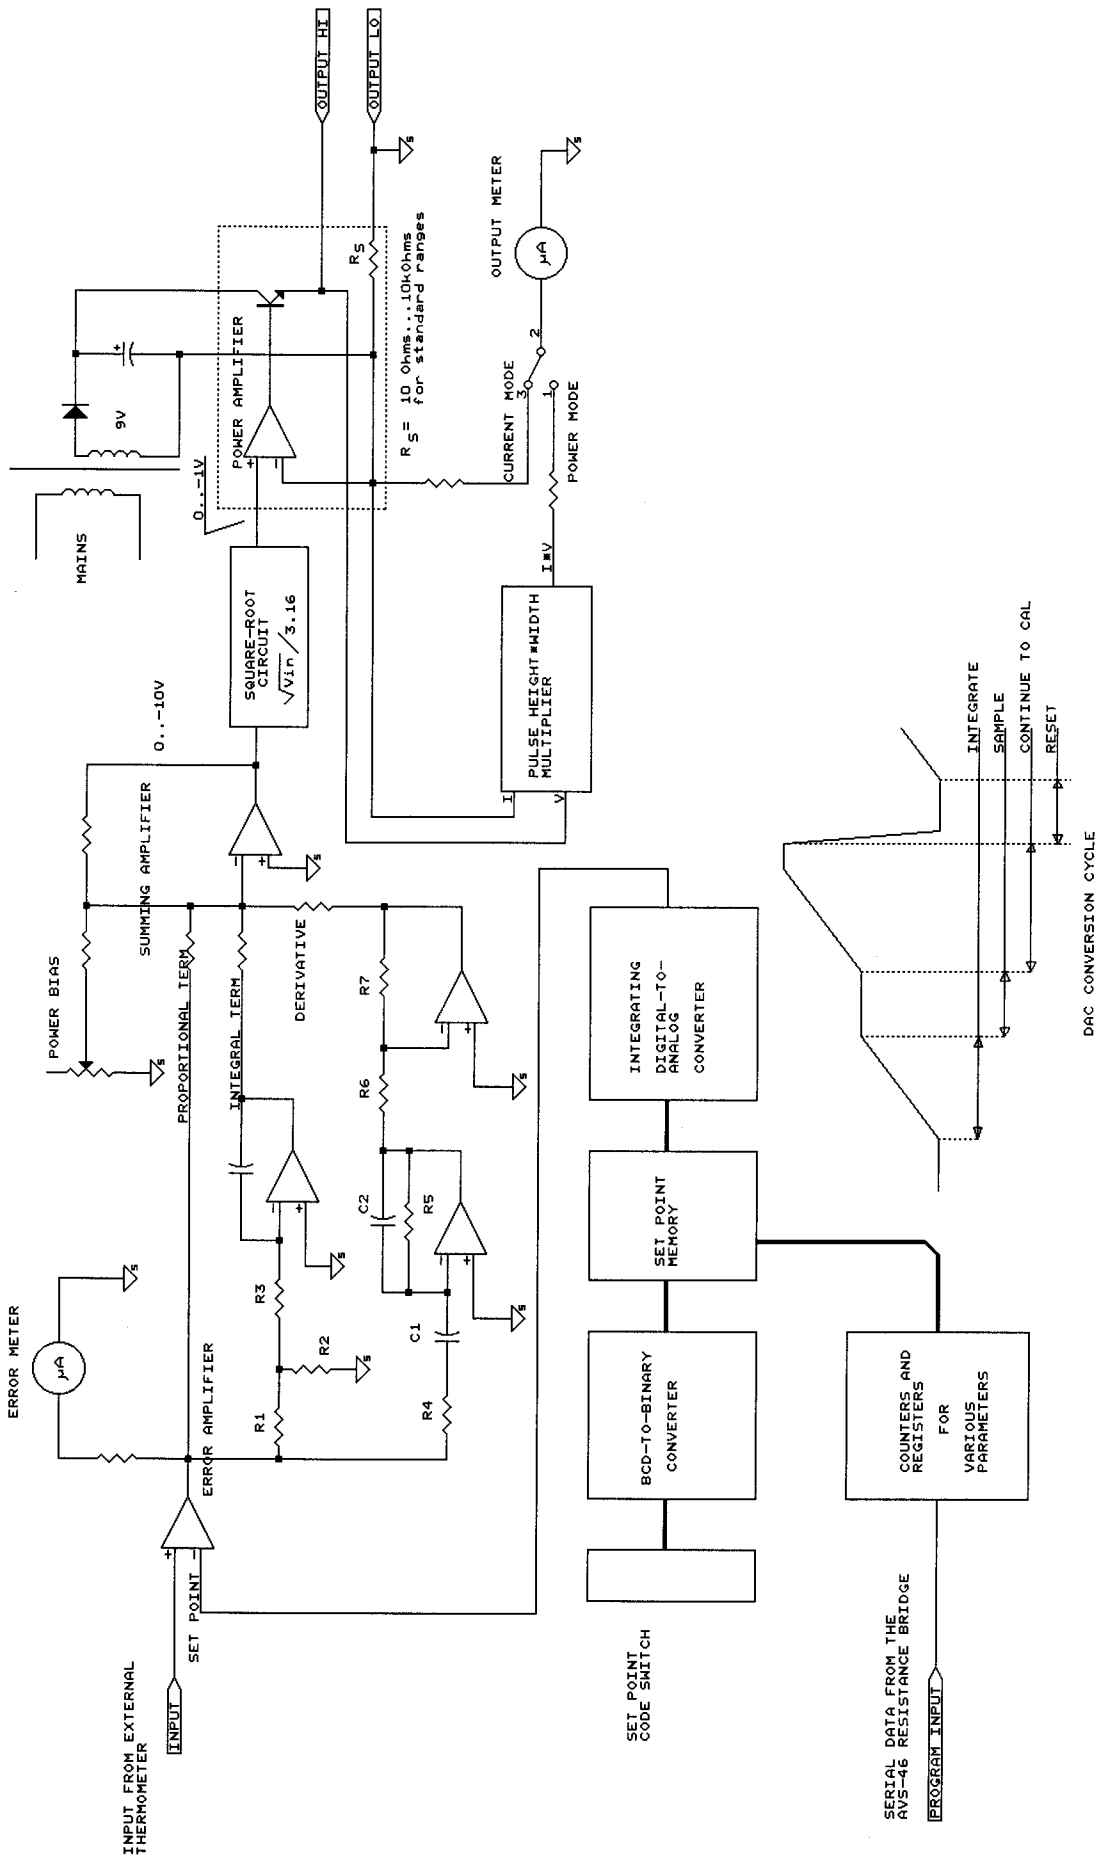 INPUT FROM EXTERNAL
THERMOMETER
INPUT
SET POINT
+
−
ERROR METER
µA
s
ERROR AMPLIFIER
R1
R2
s
R3
−
+
s
R4
C1
C2
R5
−
+
s
R6
R7
−
+
s
POWER BIAS
s
PROPORTIONAL TERM
INTEGRAL TERM
DERIVATIVE
SUMMING AMPLIFIER
−
+
s
0..-10V
SQUARE-ROOT
CIRCUIT
√Vin/3.16
0..-1V
MAINS
9V
+
POWER AMPLIFIER
+
−
RS
OUTPUT HI
OUTPUT LO
s
RS= 10 Ohms...10kOhms
for standard ranges
CURRENT MODE
3
2
1
POWER MODE
OUTPUT METER
µA
s
I*V
PULSE HEIGHT*WIDTH
MULTIPLIER
I
V
SET POINT
CODE SWITCH
BCD-TO-BINARY
CONVERTER
SET POINT
MEMORY
INTEGRATING
DIGITAL-TO-
ANALOG
CONVERTER
SERIAL DATA FROM THE
AVS-46 RESISTANCE BRIDGE
PROGRAM INPUT
COUNTERS AND
REGISTERS
FOR
VARIOUS
PARAMETERS
INTEGRATE
SAMPLE
CONTINUE TO CAL
RESET
DAC CONVERSION CYCLE